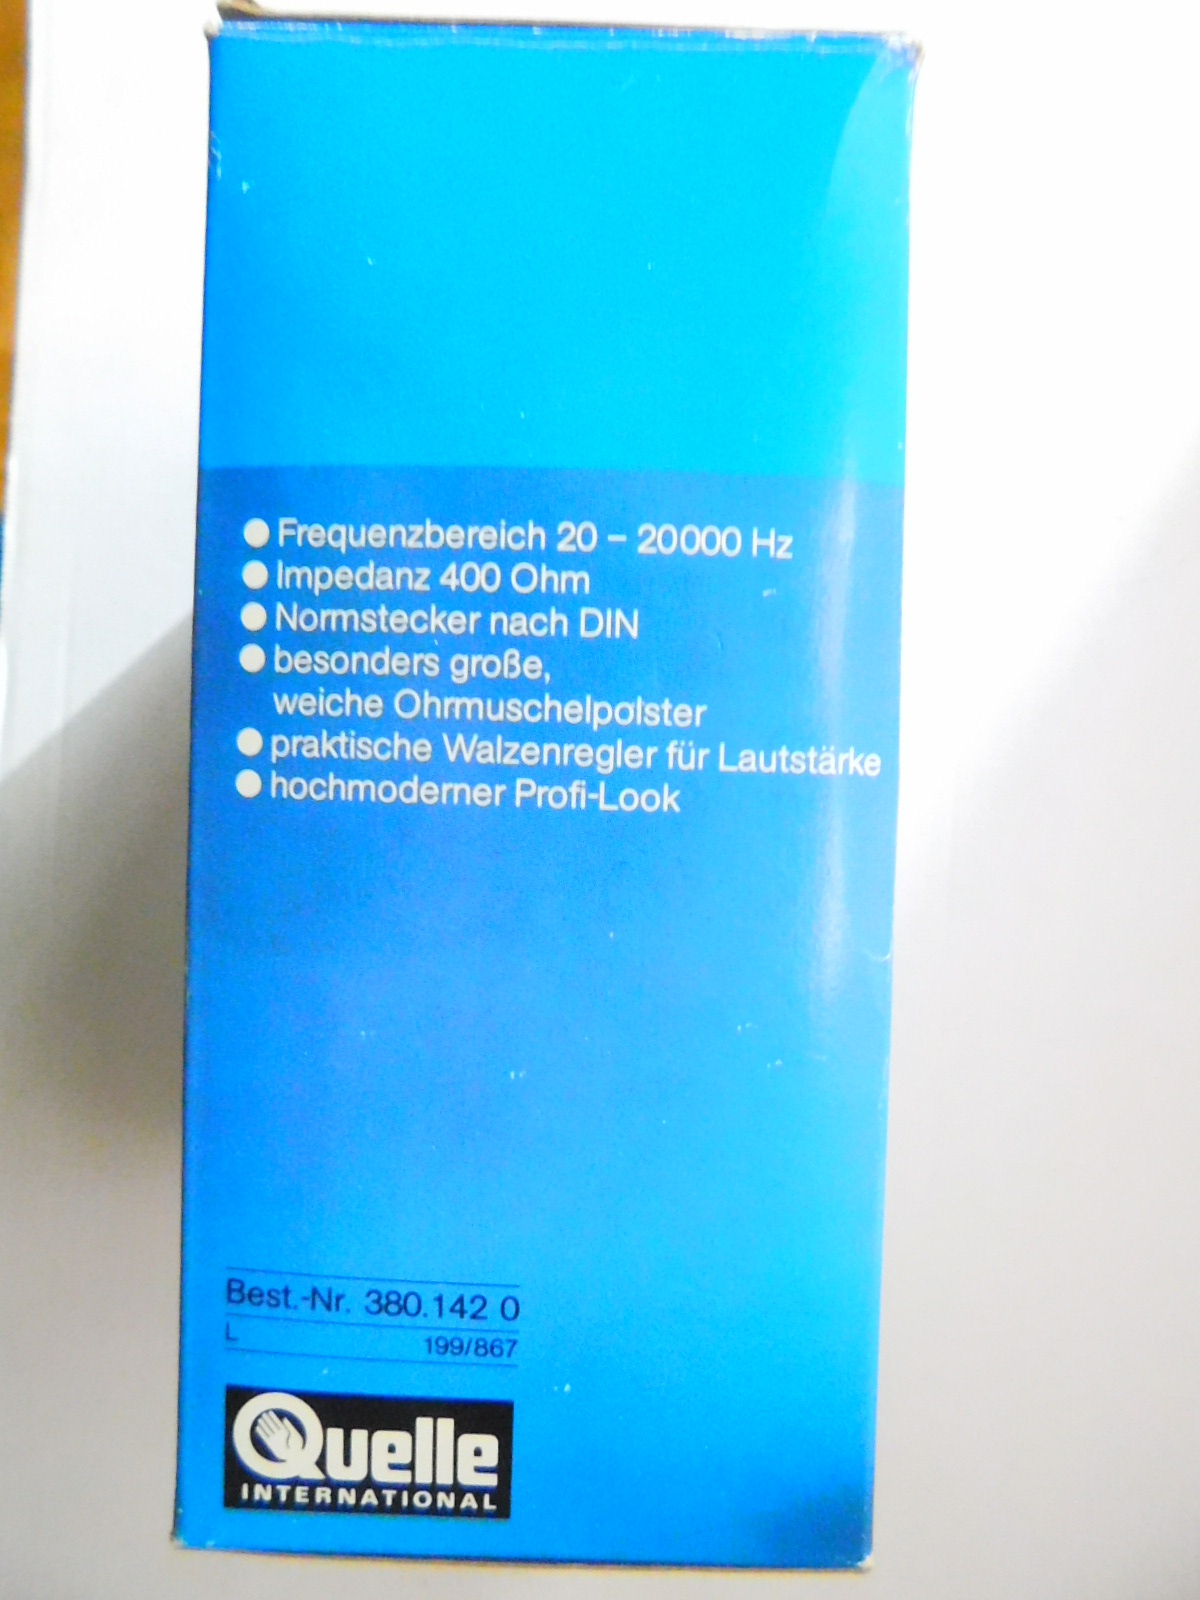 ● Frequenzbereich 20 – 20000 Hz
● Impedanz 400 Ohm
● Normstecker nach DIN
● besonders große,
weiche Ohrmuschelpolster
● praktische Walzenregler für Lautstärke
● hochmoderner Profi-Look
Best.-Nr. 380.142 0
L 199/867
Quelle
INTERNATIONAL